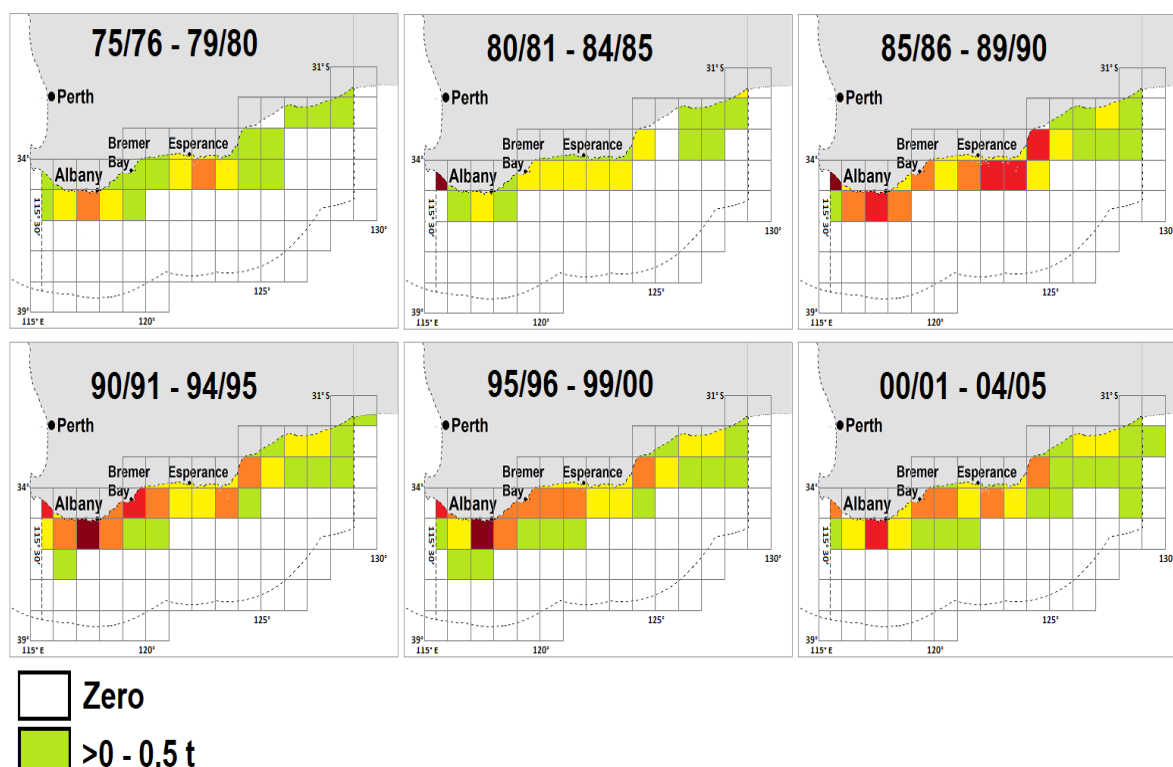 75/76 - 79/80
31° S
Perth
Bremer
Bay
Esperance
34°
Albany
115° 30'
130°
125°
39°
115° E
120°
80/81 - 84/85
31° S
Perth
Bremer
Bay
Esperance
34°
Albany
115° 30'
130°
125°
39°
115° E
120°
85/86 - 89/90
31° S
Perth
Bremer
Bay
Esperance
34°
Albany
115° 30'
130°
125°
39°
115° E
120°
90/91 - 94/95
31° S
Perth
Bremer
Bay
Esperance
34°
Albany
115° 30'
130°
125°
39°
115° E
120°
95/96 - 99/00
31° S
Perth
Bremer
Bay
Esperance
34°
Albany
115° 30'
130°
125°
39°
115° E
120°
00/01 - 04/05
31° S
Perth
Bremer
Bay
Esperance
34°
Albany
115° 30'
130°
125°
39°
115° E
120°
Zero
>0 - 0.5 t